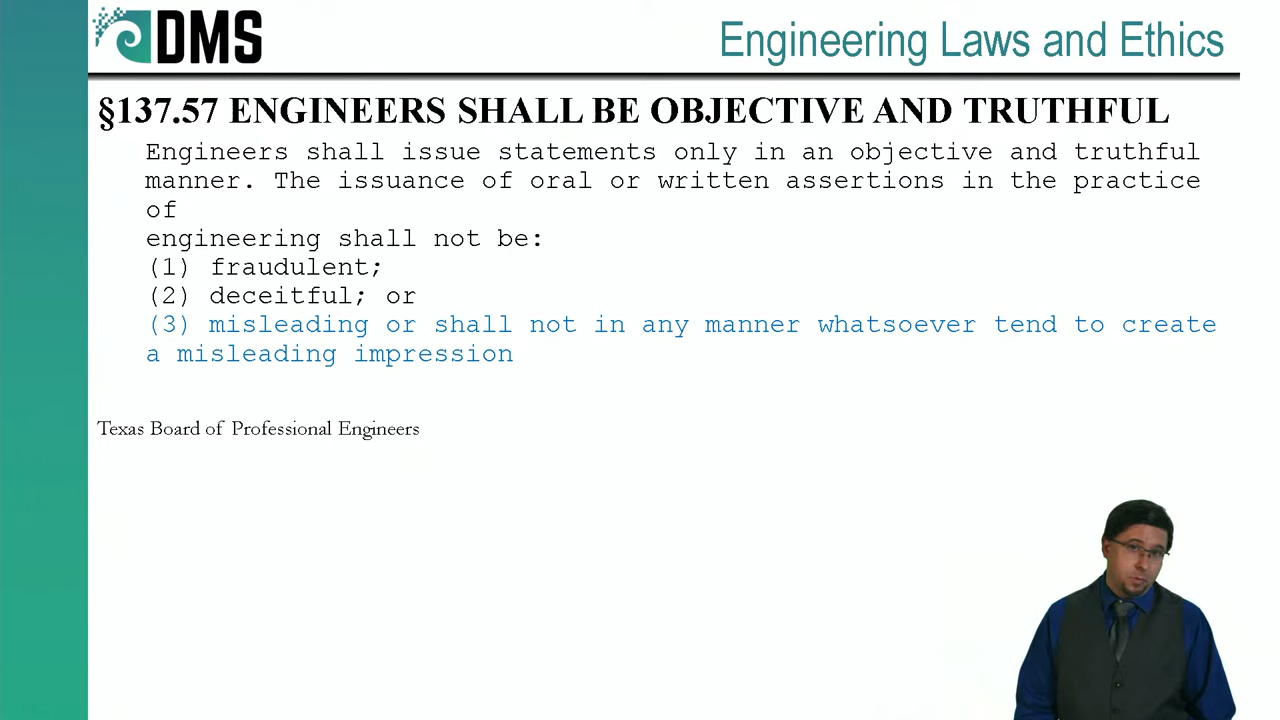 DMS
Engineering Laws and Ethics
§137.57 ENGINEERS SHALL BE OBJECTIVE AND TRUTHFUL
Engineers shall issue statements only in an objective and truthful
manner. The issuance of oral or written assertions in the practice
of
engineering shall not be:
(1) fraudulent;
(2) deceitful; or
(3) misleading or shall not in any manner whatsoever tend to create
a misleading impression
Texas Board of Professional Engineers